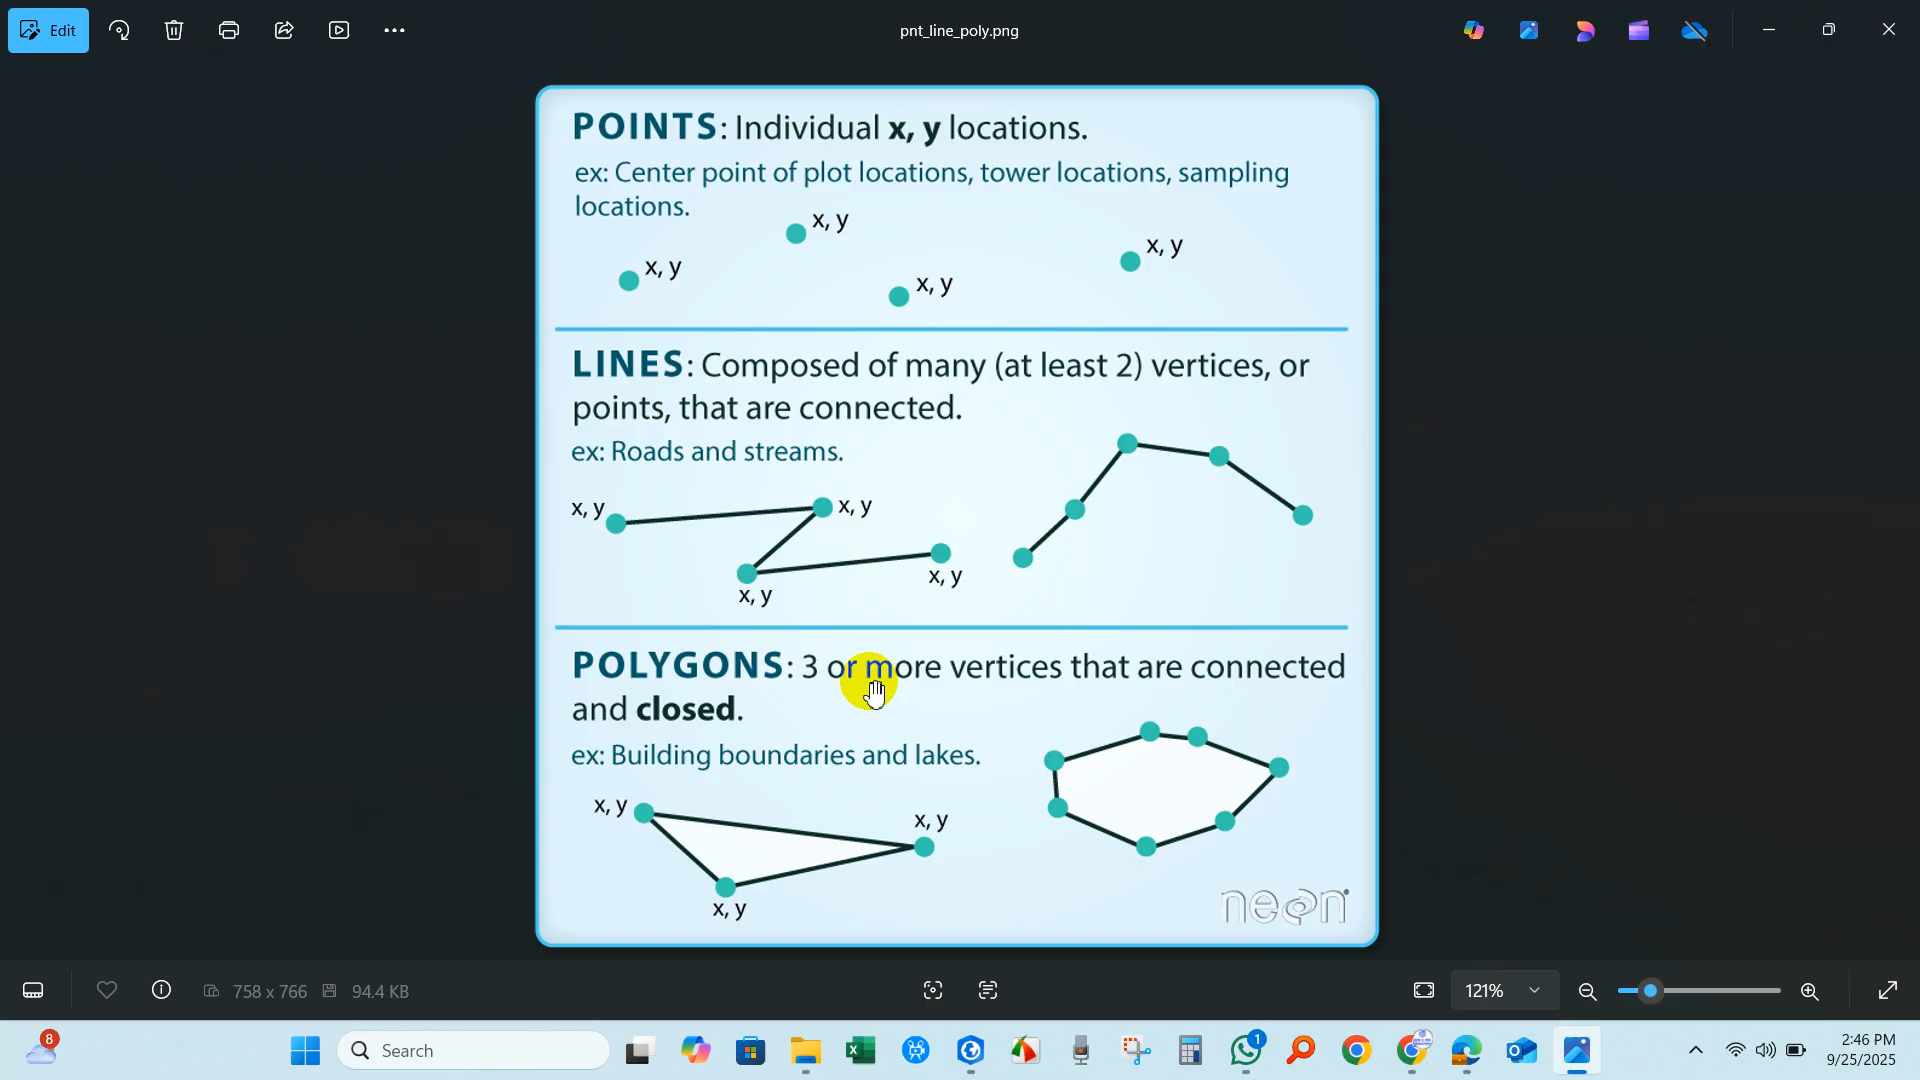 Edit
pnt_line_poly.png
POINTS: Individual x, y locations.
ex: Center point of plot locations, tower locations, sampling
locations.
x, y
x, y
x, y
x, y
LINES: Composed of many (at least 2) vertices, or
points, that are connected.
ex: Roads and streams.
x, y
x, y
x, y
x, y
POLYGONS: 3 or more vertices that are connected
and closed.
ex: Building boundaries and lakes.
x, y
x, y
x, y
neon
758 x 766
94.4 KB
121%
8
Search
1
2:46 PM
9/25/2025